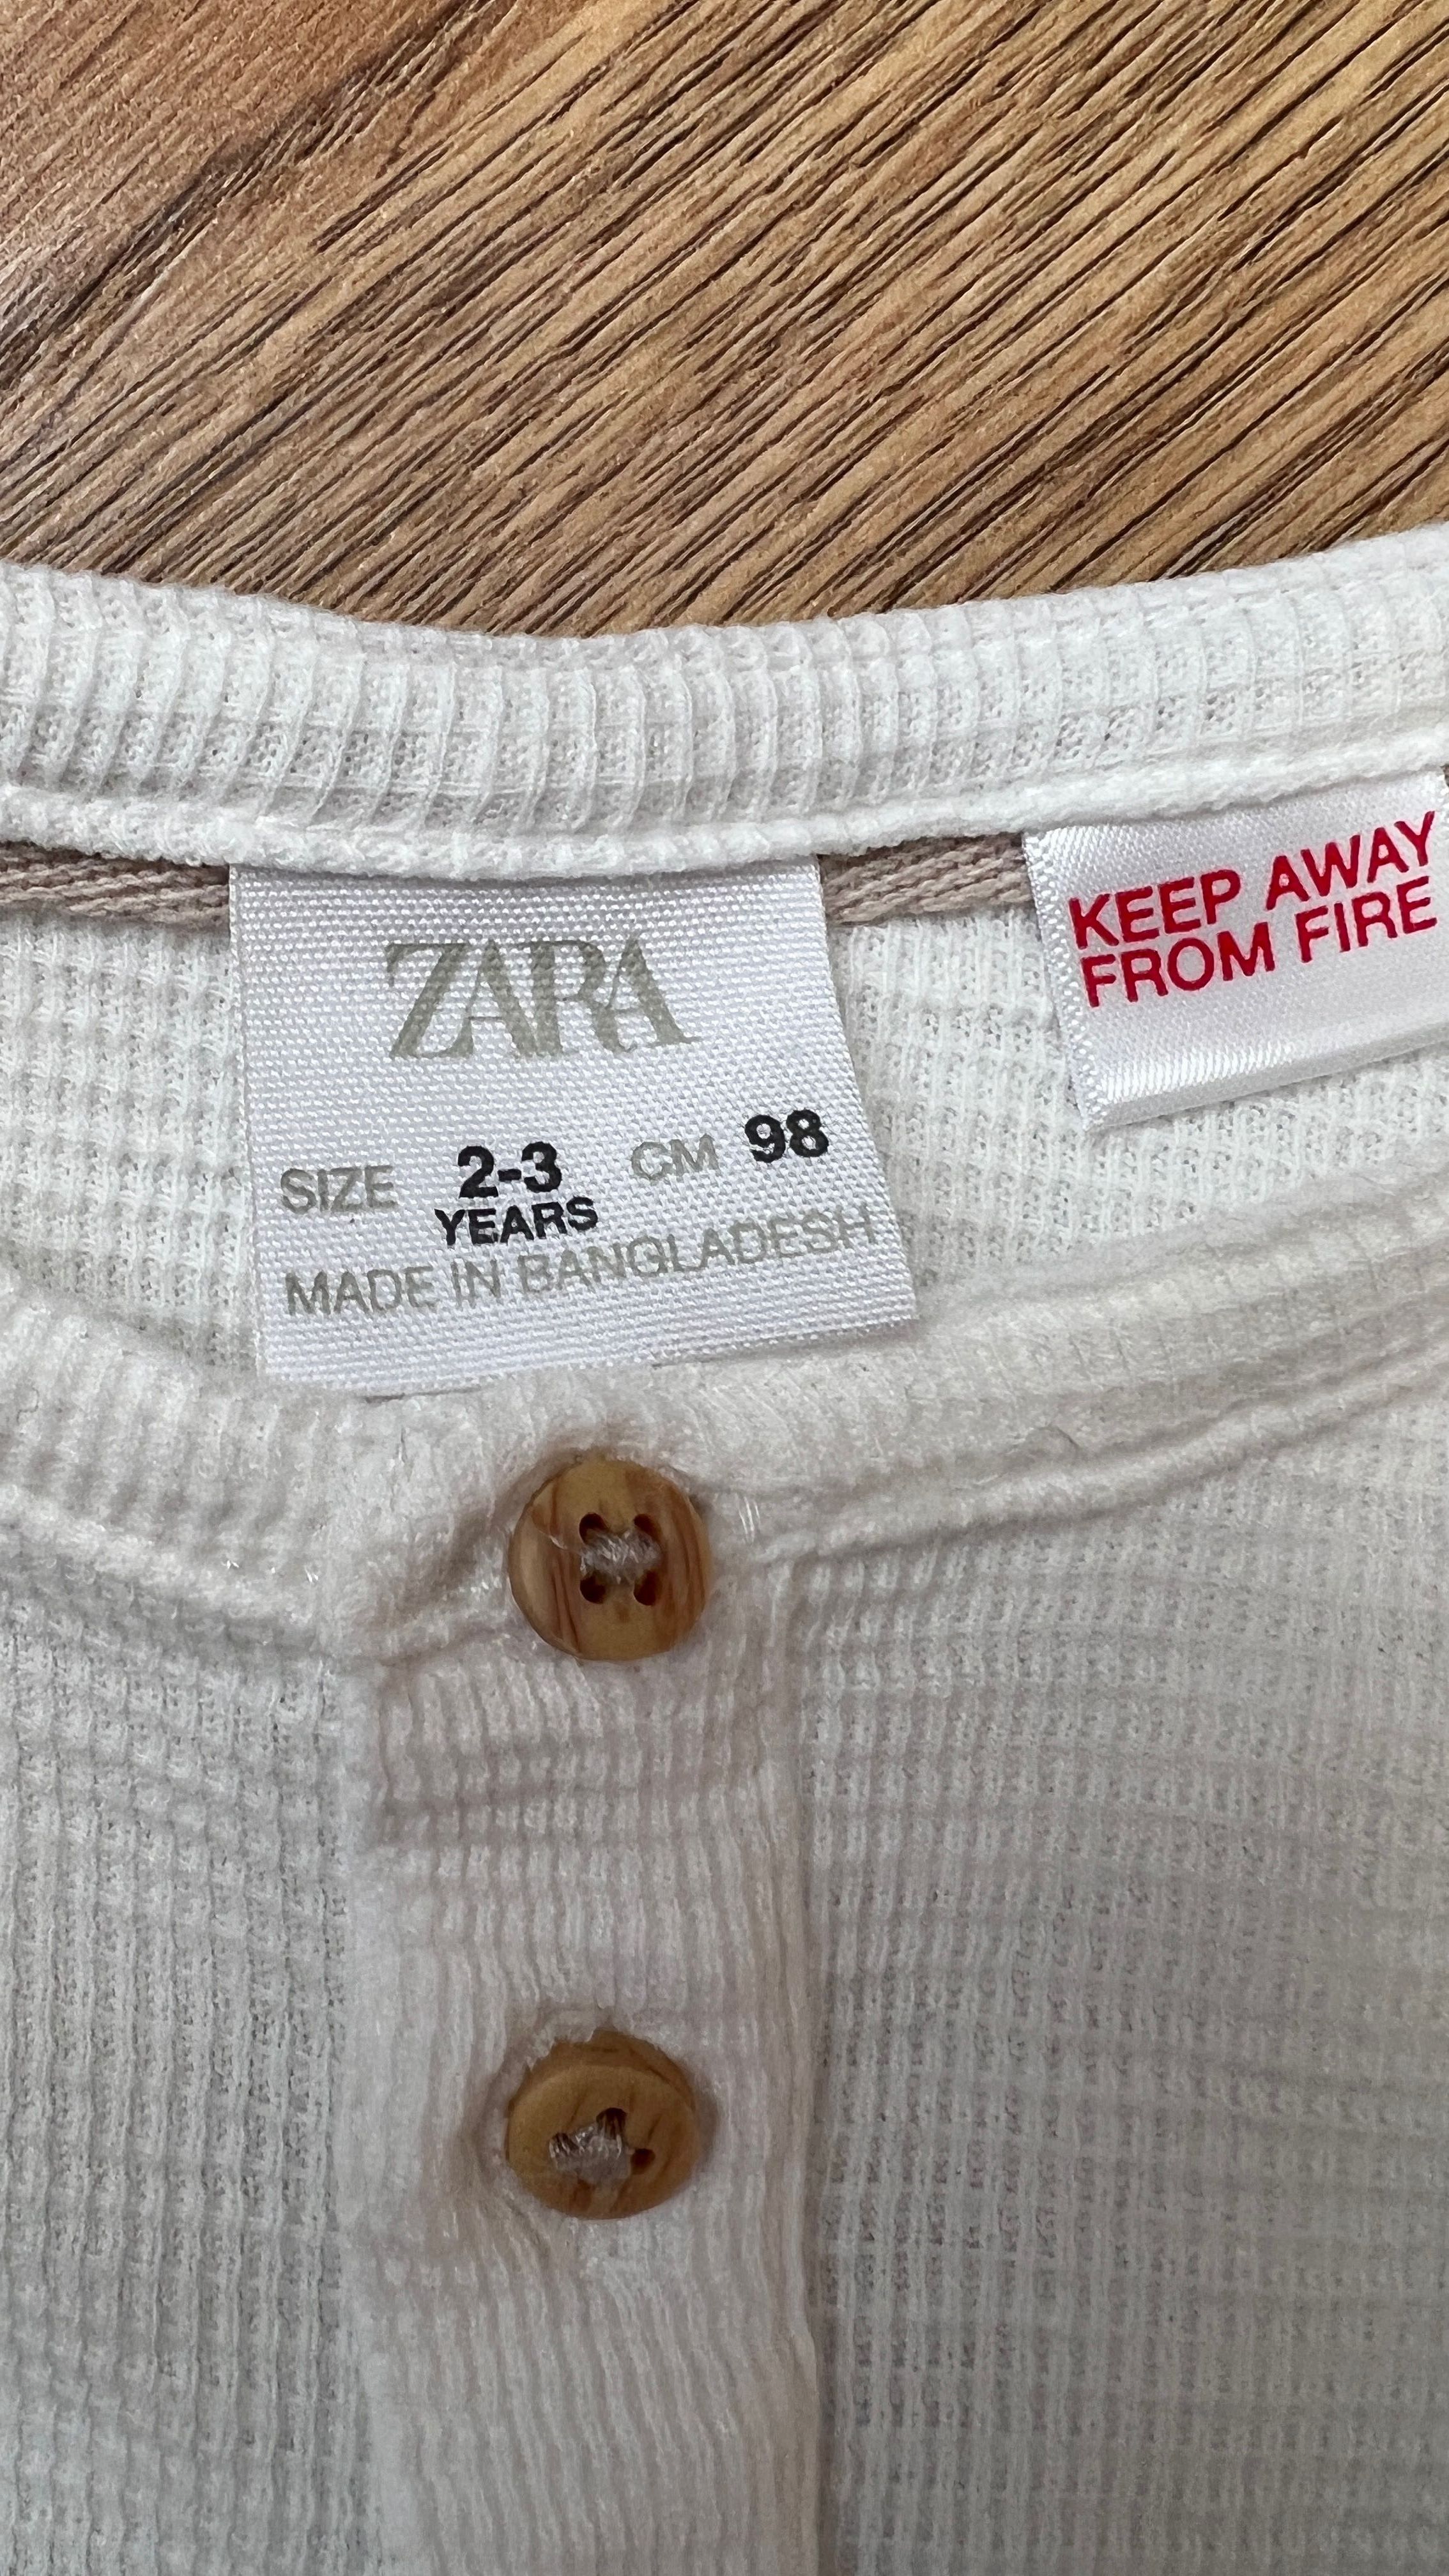 ZARA
SIZE 2-3 YEARS CM 98
MADE IN BANGLADESH
KEEP AWAY
FROM FIRE